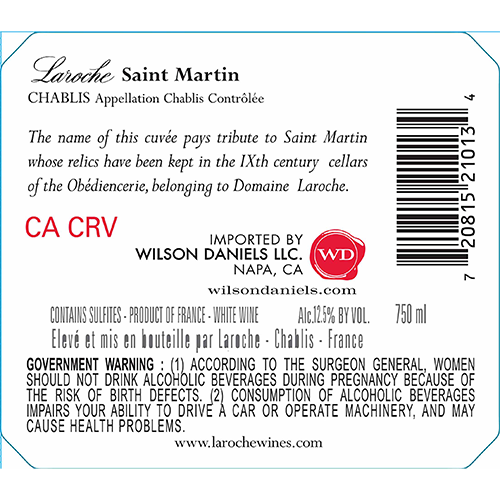 Laroche Saint Martin
CHABLIS Appellation Chablis Contrôlée
The name of this cuvée pays tribute to Saint Martin
whose relics have been kept in the IXth century cellars
of the Obédiencerie, belonging to Domaine Laroche.
CA CRV
IMPORTED BY
WILSON DANIELS LLC.
NAPA, CA
WD
wilsondaniels.com
7 20815 21013 4
CONTAINS SULFITES - PRODUCT OF FRANCE - WHITE WINE Alc.12.5% BY VOL. 750 ml
Elevé et mis en bouteille par Laroche - Chablis - France
GOVERNMENT WARNING : (1) ACCORDING TO THE SURGEON GENERAL, WOMEN
SHOULD NOT DRINK ALCOHOLIC BEVERAGES DURING PREGNANCY BECAUSE OF
THE RISK OF BIRTH DEFECTS. (2) CONSUMPTION OF ALCOHOLIC BEVERAGES
IMPAIRS YOUR ABILITY TO DRIVE A CAR OR OPERATE MACHINERY, AND MAY
CAUSE HEALTH PROBLEMS.
www.larochewines.com